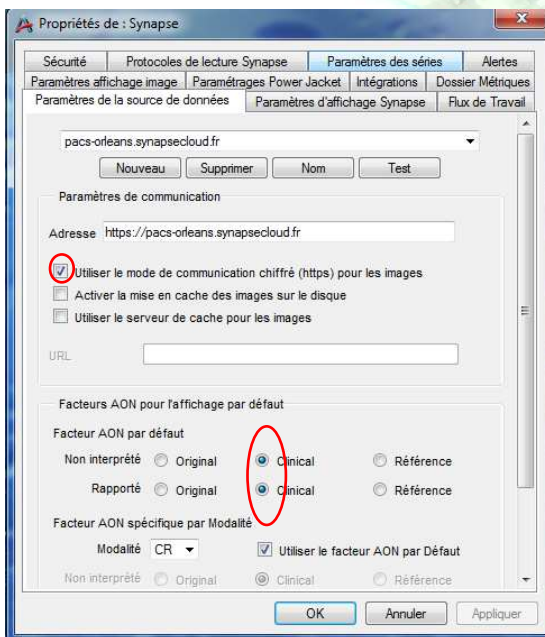 Propriétés de : Synapse
Sécurité Protocoles de lecture Synapse Paramètres des séries Alertes
Paramètres affichage image Paramétrages Power Jacket Intégrations Dossier Métriques
Paramètres de la source de données Paramètres d'affichage Synapse Flux de Travail
pacs-orleans.synapsecloud.fr
Nouveau Supprimer Nom Test
Paramètres de communication
Adresse https://pacs-orleans.synapsecloud.fr
Utiliser le mode de communication chiffré (https) pour les images
Activer la mise en cache des images sur le disque
Utiliser le serveur de cache pour les images
URL
Facteurs AON pour l'affichage par défaut
Facteur AON par défaut
Non interprété Original Clinical Référence
Rapporté Original Clinical Référence
Facteur AON spécifique par Modalité
Modalité CR Utiliser le facteur AON par Défaut
Non interprété Original Clinical Référence
OK Annuler Appliquer